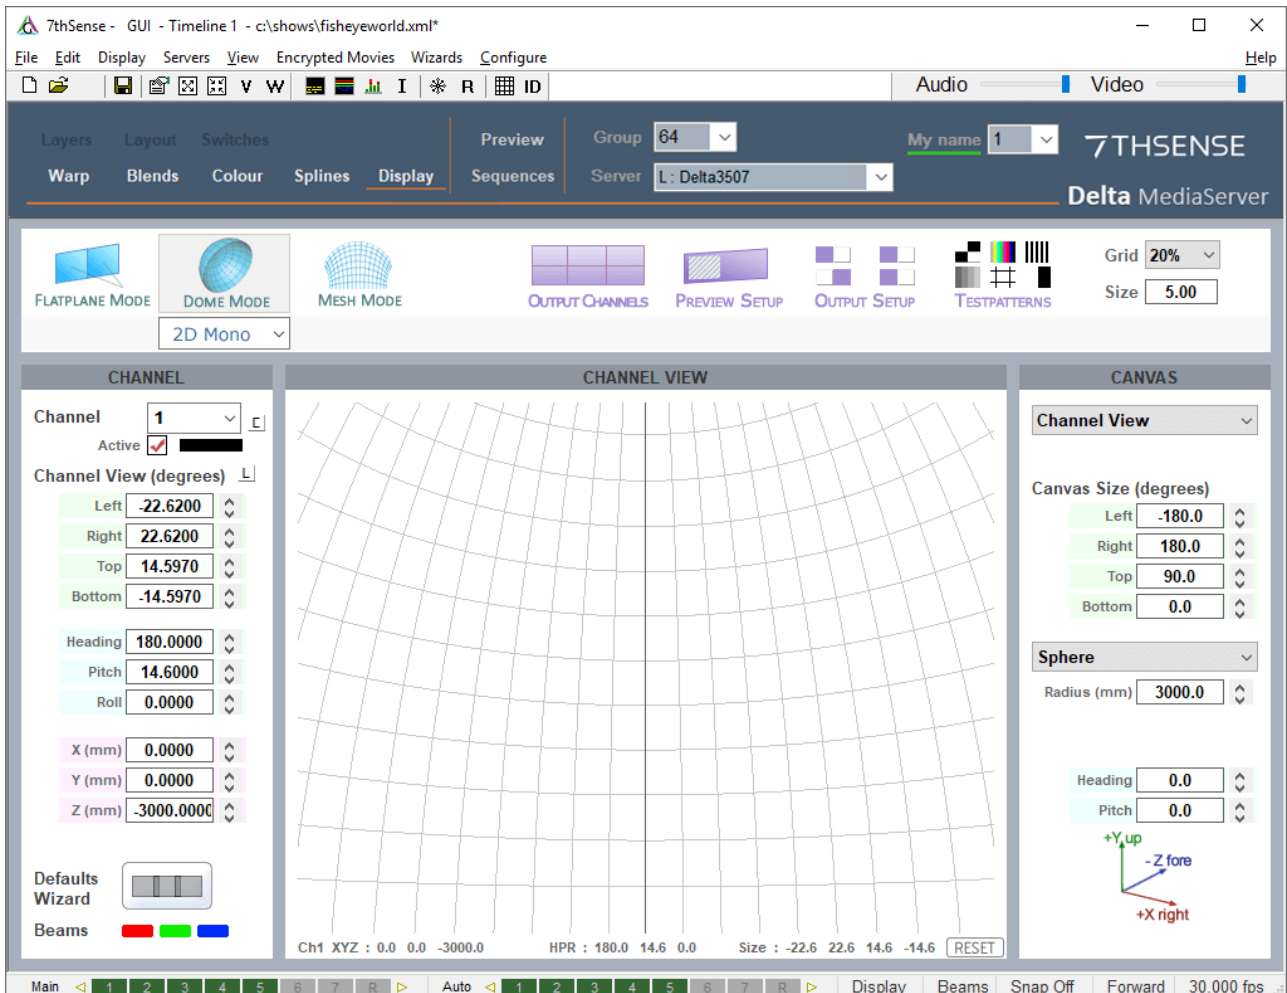 7thSense - GUI - Timeline 1 - c:\shows\fisheyeworld.xml*
File Edit Display Servers View Encrypted Movies Wizards Configure Help
V W I R ID Audio Video
Layers Layout Switches Preview Group 64 My name 1 7THSENSE
Warp Blends Colour Splines Display Sequences Server L : Delta3507
Delta MediaServer
FLATPLANE MODE DOME MODE MESH MODE OUTPUT CHANNELS PREVIEW SETUP OUTPUT SETUP TESTPATTERNS
Grid 20%
Size 5.00
2D Mono
CHANNEL
Channel 1 C
Active
Channel View (degrees) L
Left -22.6200
Right 22.6200
Top 14.5970
Bottom -14.5970
Heading 180.0000
Pitch 14.6000
Roll 0.0000
X (mm) 0.0000
Y (mm) 0.0000
Z (mm) -3000.0000
Defaults
Wizard
Beams
CHANNEL VIEW
Ch1 XYZ : 0.0 0.0 -3000.0 HPR : 180.0 14.6 0.0 Size : -22.6 22.6 14.6 -14.6 RESET
CANVAS
Channel View
Canvas Size (degrees)
Left -180.0
Right 180.0
Top 90.0
Bottom 0.0
Sphere
Radius (mm) 3000.0
Heading 0.0
Pitch 0.0
+Y up
- Z fore
+X right
Main 1 2 3 4 5 6 7 R Auto 1 2 3 4 5 6 7 R Display Beams Snap Off Forward 30.000 fps